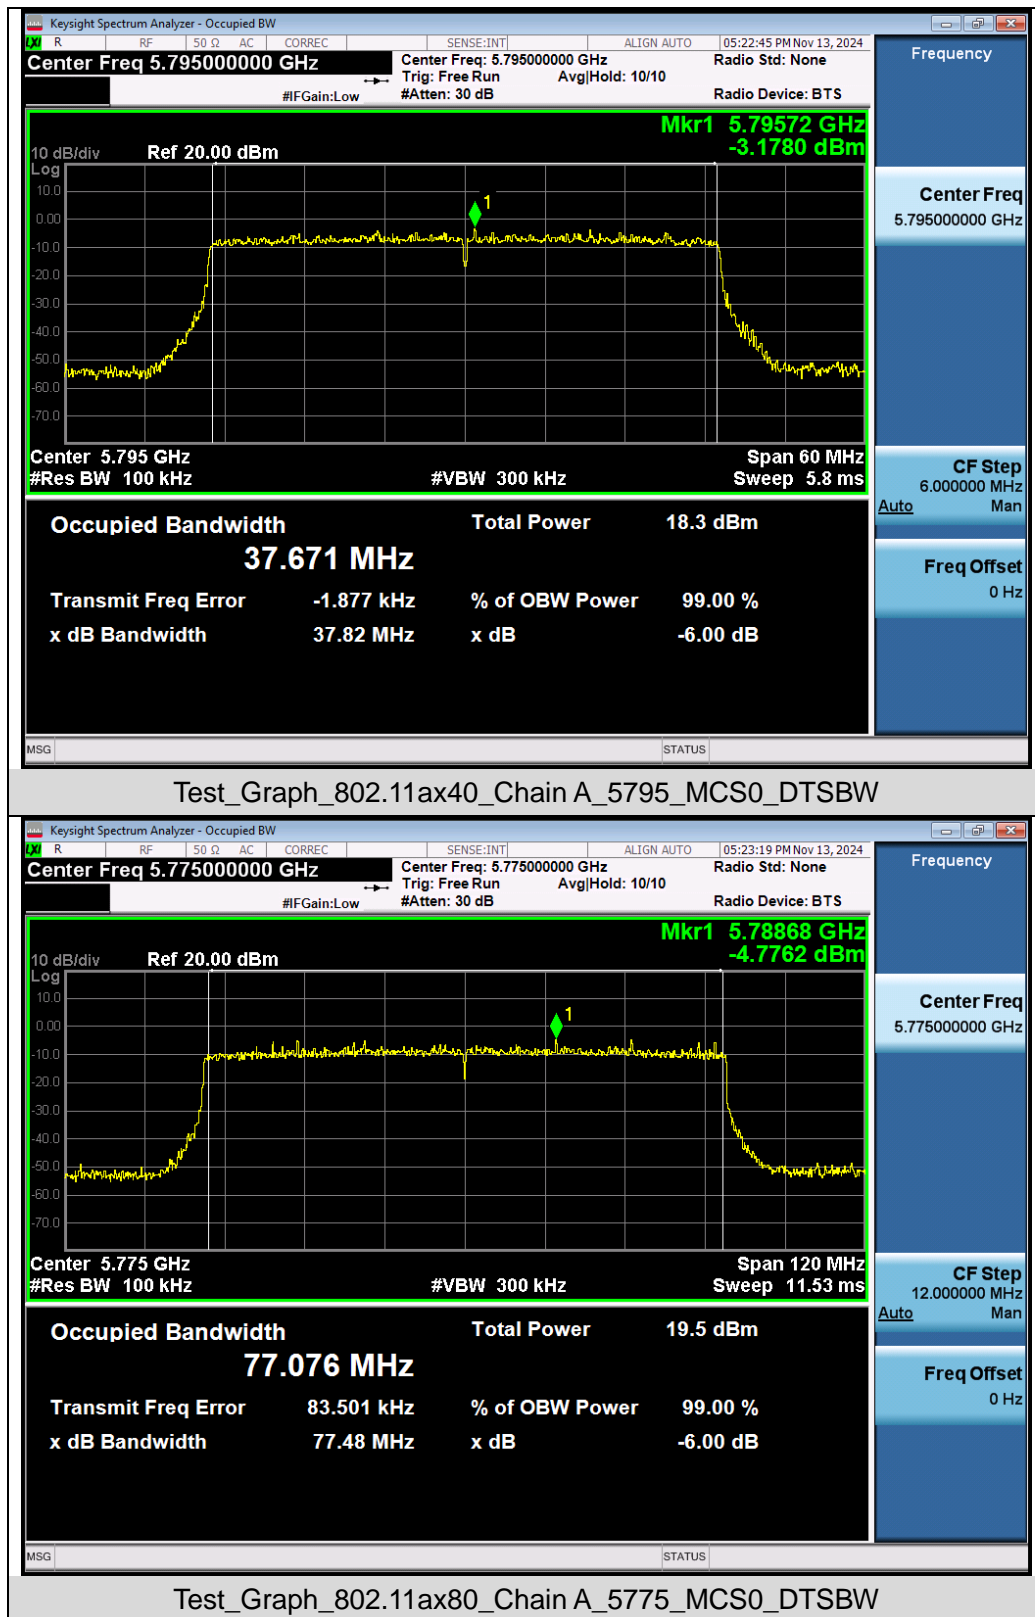 Keysight Spectrum Analyzer - Occupied BW
LXI R RF 50 Ω AC CORREC SENSE:INT ALIGN AUTO 05:22:45 PM Nov 13, 2024
Center Freq 5.795000000 GHz Center Freq: 5.795000000 GHz Radio Std: None Frequency
Trig: Free Run Avg|Hold: 10/10
#IFGain:Low #Atten: 30 dB Radio Device: BTS
Mkr1 5.79572 GHz
10 dB/div Ref 20.00 dBm -3.1780 dBm
Log
10.0
0.00
-10.0
-20.0
-30.0
-40.0
-50.0
-60.0
-70.0
1
Center Freq
5.795000000 GHz
Center 5.795 GHz Span 60 MHz
#Res BW 100 kHz #VBW 300 kHz Sweep 5.8 ms
CF Step
6.000000 MHz
Auto Man
Occupied Bandwidth Total Power 18.3 dBm
37.671 MHz
Freq Offset
0 Hz
Transmit Freq Error -1.877 kHz % of OBW Power 99.00 %
x dB Bandwidth 37.82 MHz x dB -6.00 dB
MSG STATUS
Test_Graph_802.11ax40_Chain A_5795_MCS0_DTSBW
Keysight Spectrum Analyzer - Occupied BW
LXI R RF 50 Ω AC CORREC SENSE:INT ALIGN AUTO 05:23:19 PM Nov 13, 2024
Center Freq 5.775000000 GHz Center Freq: 5.775000000 GHz Radio Std: None Frequency
Trig: Free Run Avg|Hold: 10/10
#IFGain:Low #Atten: 30 dB Radio Device: BTS
Mkr1 5.78868 GHz
10 dB/div Ref 20.00 dBm -4.7762 dBm
Log
10.0
0.00
-10.0
-20.0
-30.0
-40.0
-50.0
-60.0
-70.0
1
Center Freq
5.775000000 GHz
Center 5.775 GHz Span 120 MHz
#Res BW 100 kHz #VBW 300 kHz Sweep 11.53 ms
CF Step
12.000000 MHz
Auto Man
Occupied Bandwidth Total Power 19.5 dBm
77.076 MHz
Freq Offset
0 Hz
Transmit Freq Error 83.501 kHz % of OBW Power 99.00 %
x dB Bandwidth 77.48 MHz x dB -6.00 dB
MSG STATUS
Test_Graph_802.11ax80_Chain A_5775_MCS0_DTSBW